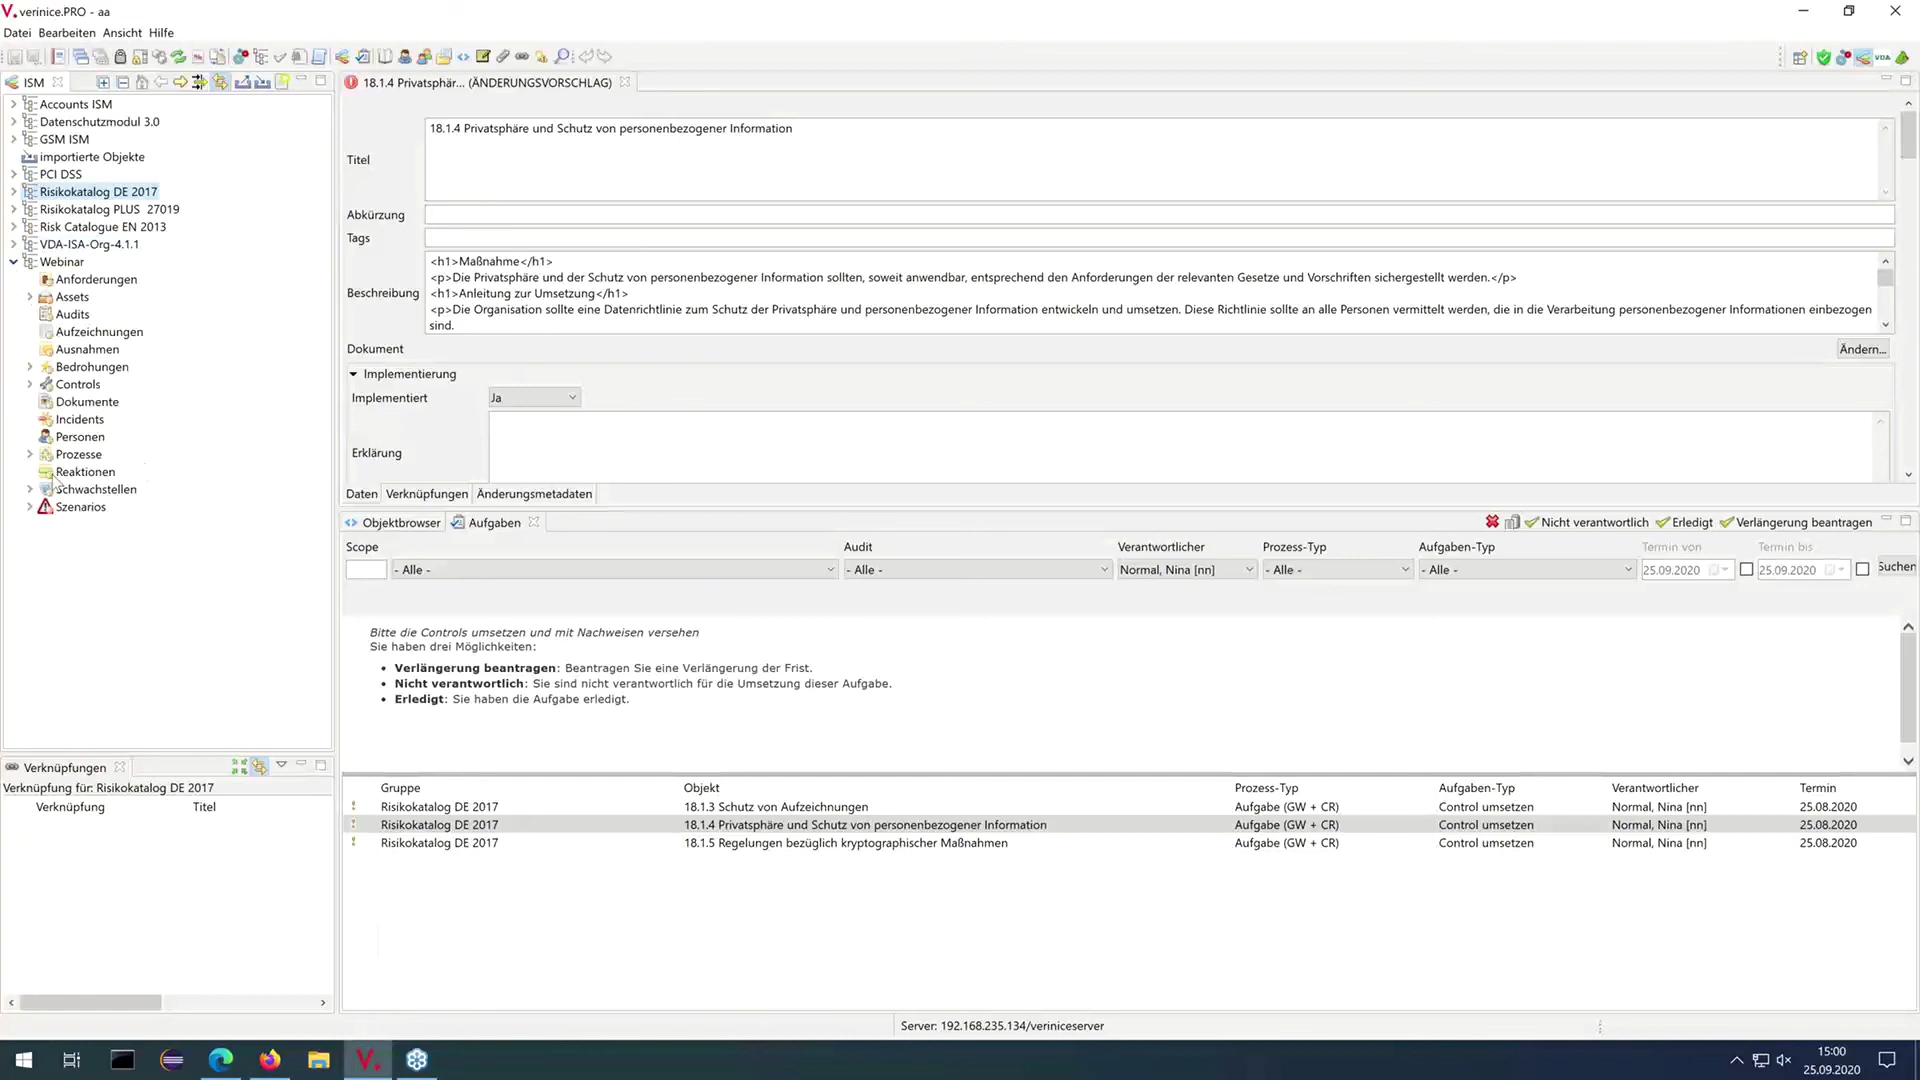 verinice.PRO - aa
Datei Bearbeiten Ansicht Hilfe
VDA
ISM
Accounts ISM
Datenschutzmodul 3.0
GSM ISM
importierte Objekte
PCI DSS
Risikokatalog DE 2017
Risikokatalog PLUS 27019
Risk Catalogue EN 2013
VDA-ISA-Org-4.1.1
Webinar
Anforderungen
Assets
Audits
Aufzeichnungen
Ausnahmen
Bedrohungen
Controls
Dokumente
Incidents
Personen
Prozesse
Reaktionen
Schwachstellen
Szenarios
Verknüpfungen
Verknüpfung für: Risikokatalog DE 2017
Verknüpfung Titel
18.1.4 Privatsphär... (ÄNDERUNGSVORSCHLAG)
Titel
18.1.4 Privatsphäre und Schutz von personenbezogener Information
Abkürzung
Tags
Beschreibung
<h1>Maßnahme</h1>
<p>Die Privatsphäre und der Schutz von personenbezogener Information sollten, soweit anwendbar, entsprechend den Anforderungen der relevanten Gesetze und Vorschriften sichergestellt werden.</p>
<h1>Anleitung zur Umsetzung</h1>
<p>Die Organisation sollte eine Datenrichtlinie zum Schutz der Privatsphäre und personenbezogener Information entwickeln und umsetzen. Diese Richtlinie sollte an alle Personen vermittelt werden, die in die Verarbeitung personenbezogener Informationen einbezogen
sind.
Dokument Ändern...
Implementierung
Implementiert Ja
Erklärung
Daten Verknüpfungen Änderungsmetadaten
Objektbrowser Aufgaben Nicht verantwortlich Erledigt Verlängerung beantragen
Scope Audit Verantwortlicher Prozess-Typ Aufgaben-Typ Termin von Termin bis
- Alle - - Alle - Normal, Nina [nn] - Alle - - Alle - 25.09.2020 25.09.2020 Suchen
Bitte die Controls umsetzen und mit Nachweisen versehen
Sie haben drei Möglichkeiten:
• Verlängerung beantragen: Beantragen Sie eine Verlängerung der Frist.
• Nicht verantwortlich: Sie sind nicht verantwortlich für die Umsetzung dieser Aufgabe.
• Erledigt: Sie haben die Aufgabe erledigt.
Gruppe Objekt Prozess-Typ Aufgaben-Typ Verantwortlicher Termin
Risikokatalog DE 2017 18.1.3 Schutz von Aufzeichnungen Aufgabe (GW + CR) Control umsetzen Normal, Nina [nn] 25.08.2020
Risikokatalog DE 2017 18.1.4 Privatsphäre und Schutz von personenbezogener Information Aufgabe (GW + CR) Control umsetzen Normal, Nina [nn] 25.08.2020
Risikokatalog DE 2017 18.1.5 Regelungen bezüglich kryptographischer Maßnahmen Aufgabe (GW + CR) Control umsetzen Normal, Nina [nn] 25.08.2020
Server: 192.168.235.134/veriniceserver
15:00
25.09.2020